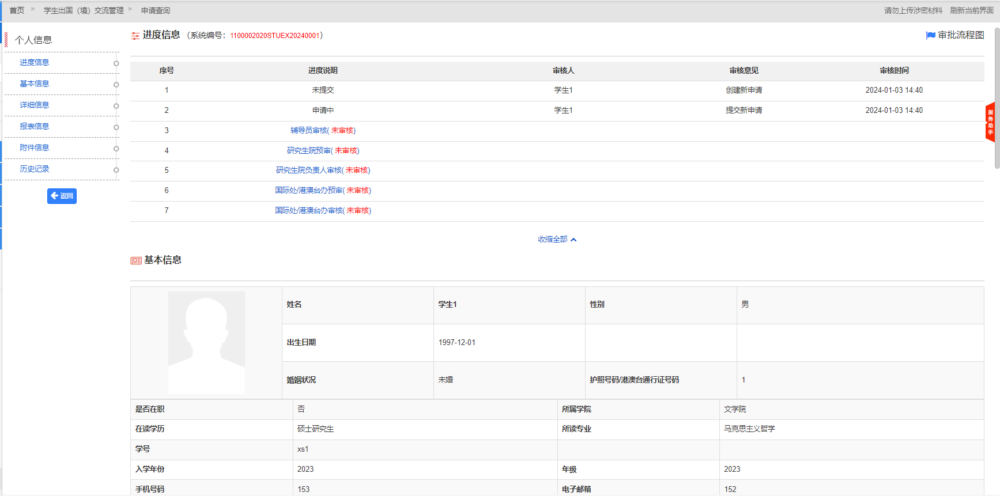 首页 » 学生出国（境）交流管理 » 申请查询 请勿上传涉密材料 刷新当前界面
个人信息
进度信息
基本信息
详细信息
报表信息
附件信息
历史记录
返回
进度信息 （系统编号：1100002020STUEX20240001） 审批流程图
序号 进度说明 审核人 审核意见 审核时间
1 未提交 学生1 创建新申请 2024-01-03 14:40
2 申请中 学生1 提交新申请 2024-01-03 14:40
3 辅导员审核( 未审核)
4 研究生院预审( 未审核)
5 研究生院负责人审核( 未审核)
6 国际处/港澳台办预审( 未审核)
7 国际处/港澳台办审核( 未审核)
收缩全部
服务助手
基本信息
姓名 学生1 性别 男
出生日期 1997-12-01
婚姻状况 未婚 护照号码/港澳台通行证号码 1
是否在职 否 所属学院 文学院
在读学历 硕士研究生 所读专业 马克思主义哲学
学号 xs1
入学年份 2023 年级 2023
手机号码 153 电子邮箱 152